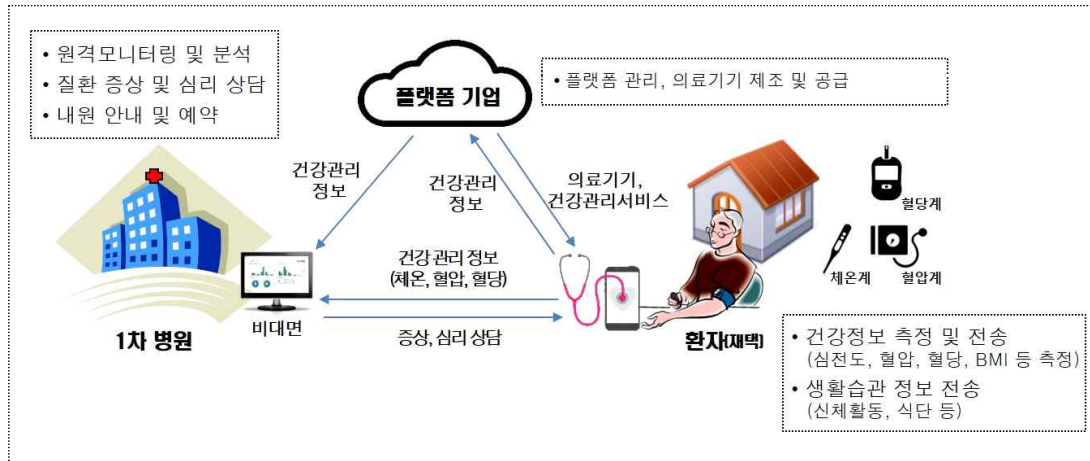 • 원격모니터링 및 분석
• 질환 증상 및 심리 상담
• 내원 안내 및 예약
플랫폼 기업
• 플랫폼 관리, 의료기기 제조 및 공급
건강관리
정보
건강관리
정보
의료기기,
건강관리서비스
혈당계
체온계
혈압계
건강 관리 정보
(체온, 혈압, 혈당)
비대면
1차 병원
증상, 심리 상담
환자(재택)
• 건강정보 측정 및 전송
(심전도, 혈압, 혈당, BMI 등 측정)
• 생활습관 정보 전송
(신체활동, 식단 등)